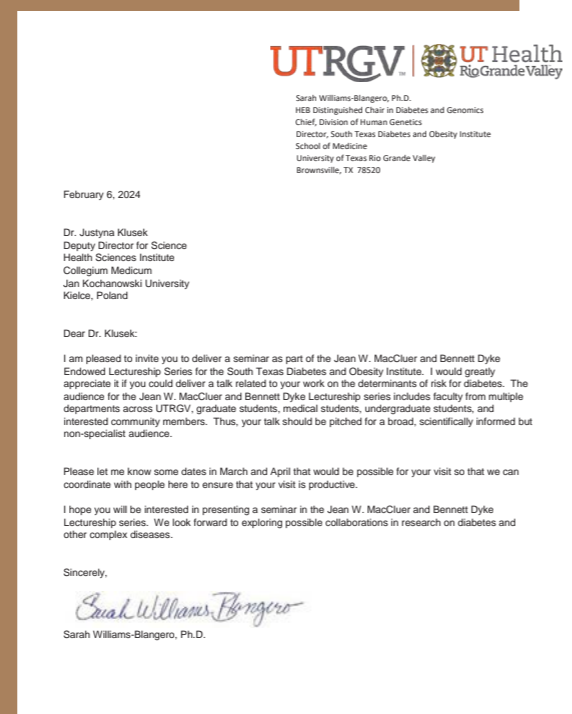 UTRGV™ | UT Health
Rio Grande Valley
Sarah Williams-Blangero, Ph.D.
HEB Distinguished Chair in Diabetes and Genomics
Chief, Division of Human Genetics
Director, South Texas Diabetes and Obesity Institute
School of Medicine
University of Texas Rio Grande Valley
Brownsville, TX 78520
February 6, 2024
Dr. Justyna Klusek
Deputy Director for Science
Health Sciences Institute
Collegium Medicum
Jan Kochanowski University
Kielce, Poland
Dear Dr. Klusek:
I am pleased to invite you to deliver a seminar as part of the Jean W. MacCluer and Bennett Dyke
Endowed Lectureship Series for the South Texas Diabetes and Obesity Institute. I would greatly
appreciate it if you could deliver a talk related to your work on the determinants of risk for diabetes. The
audience for the Jean W. MacCluer and Bennett Dyke Lectureship series includes faculty from multiple
departments across UTRGV, graduate students, medical students, undergraduate students, and
interested community members. Thus, your talk should be pitched for a broad, scientifically informed but
non-specialist audience.
Please let me know some dates in March and April that would be possible for your visit so that we can
coordinate with people here to ensure that your visit is productive.
I hope you will be interested in presenting a seminar in the Jean W. MacCluer and Bennett Dyke
Lectureship series. We look forward to exploring possible collaborations in research on diabetes and
other complex diseases.
Sincerely,
Sarah Williams-Blangero
Sarah Williams-Blangero, Ph.D.